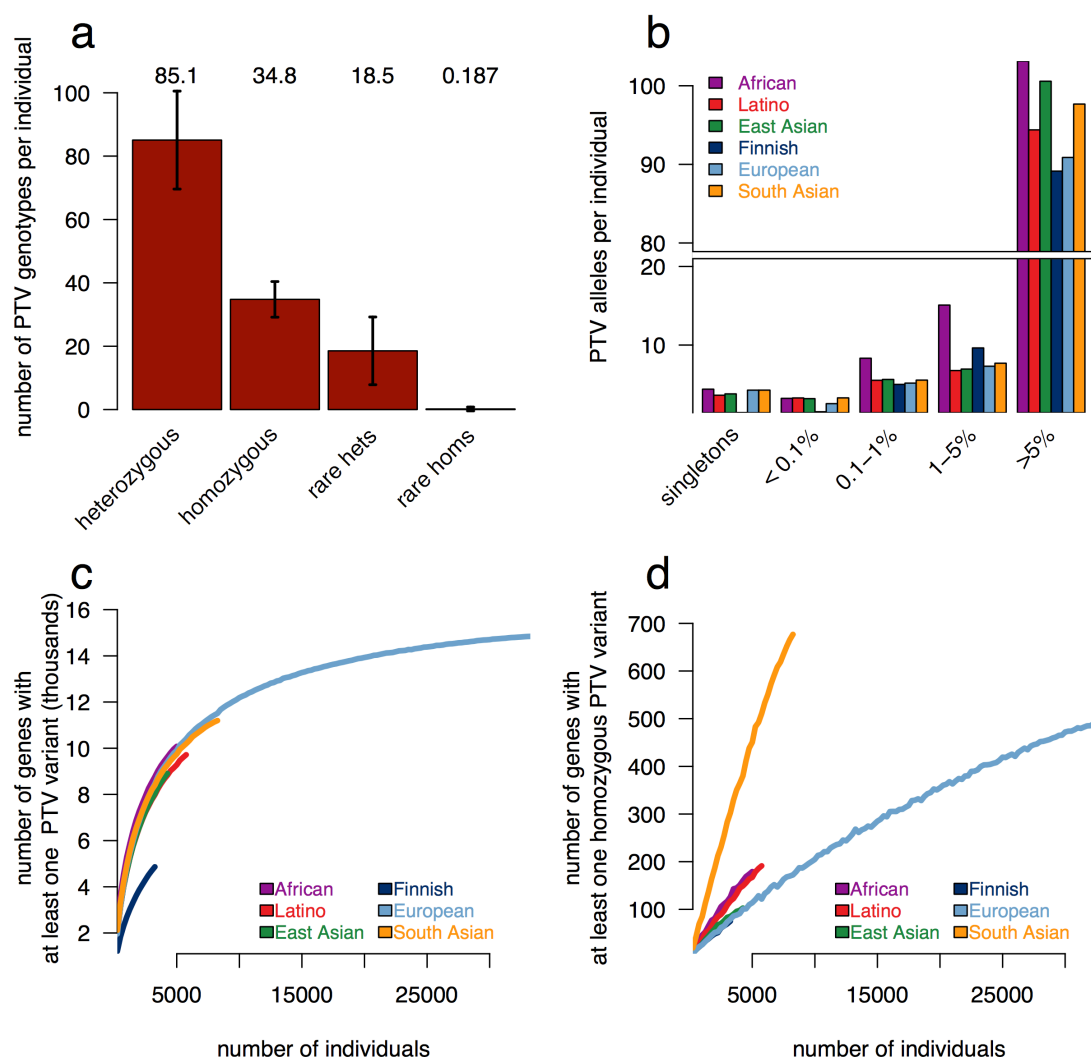 a
number of PTV genotypes per individual
85.1 34.8 18.5 0.187
100
80
60
40
20
0
heterozygous
homozygous
rare hets
rare homs
b
PTV alleles per individual
100
90
80
20
10
African
Latino
East Asian
Finnish
European
South Asian
singletons
< 0.1%
0.1–1%
1–5%
>5%
c
number of genes with
at least one PTV variant (thousands)
16
14
12
10
8
6
4
2
African Finnish
Latino European
East Asian South Asian
5000 15000 25000
number of individuals
d
number of genes with
at least one homozygous PTV variant
700
600
500
400
300
200
100
African Finnish
Latino European
East Asian South Asian
5000 15000 25000
number of individuals